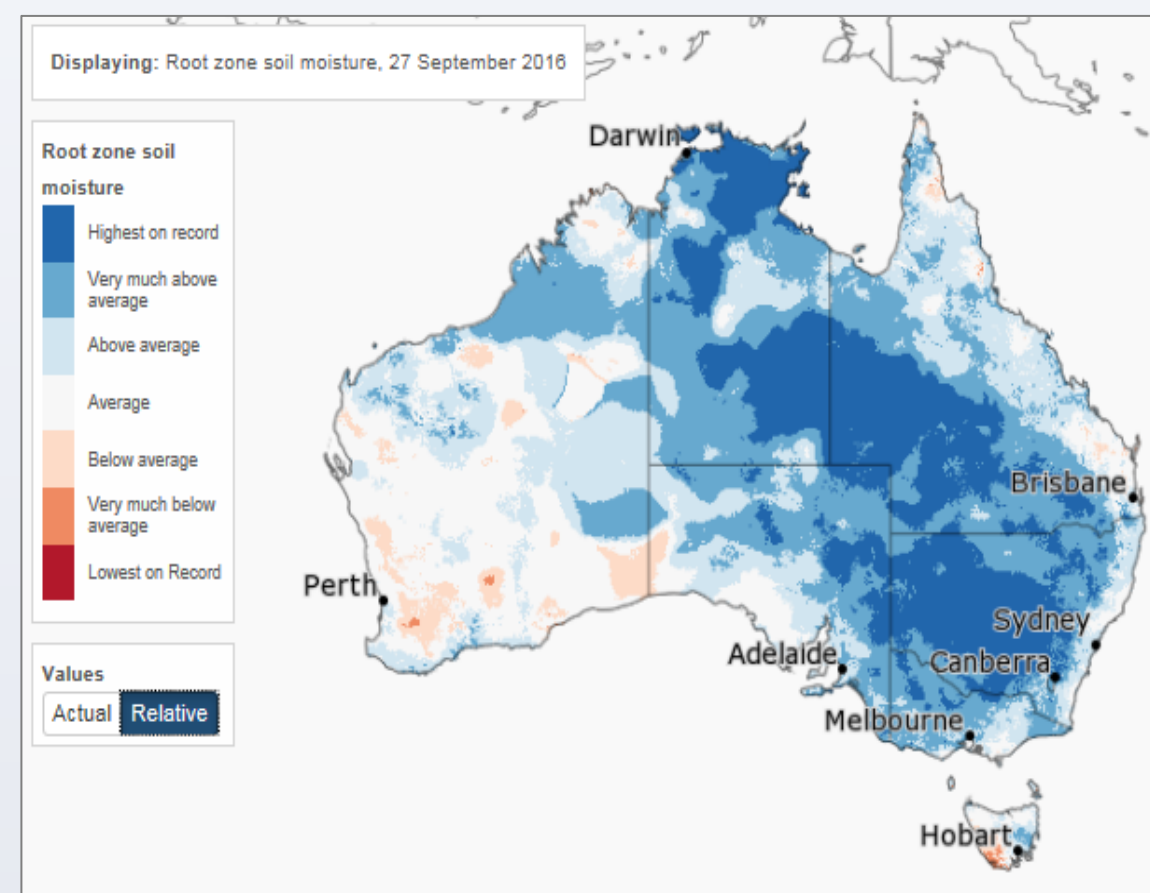 Displaying: Root zone soil moisture, 27 September 2016
Root zone soil
moisture
Highest on record
Very much above
average
Above average
Average
Below average
Very much below
average
Lowest on Record
Values
Actual Relative
Darwin
Brisbane
Perth
Sydney
Adelaide
Canberra
Melbourne
Hobart